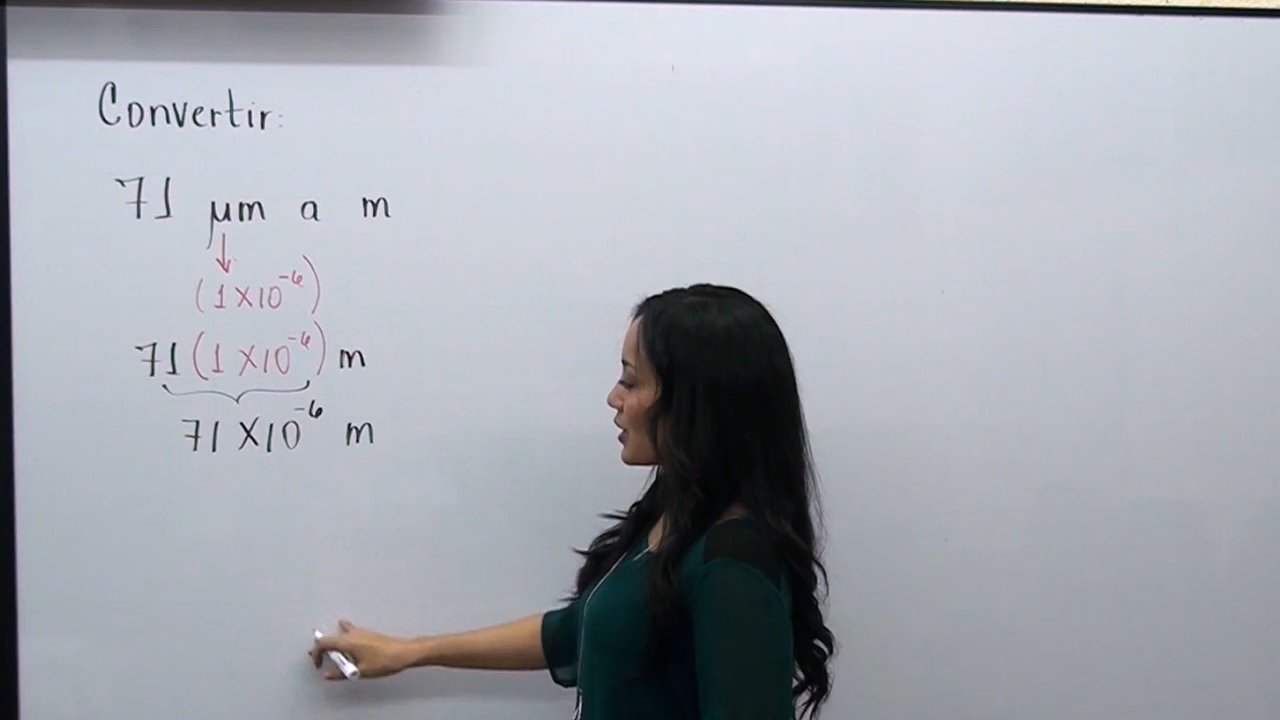 Convertir:
71 μm a m
(1×10⁻⁶)
71(1×10⁻⁶)m
71×10⁻⁶ m